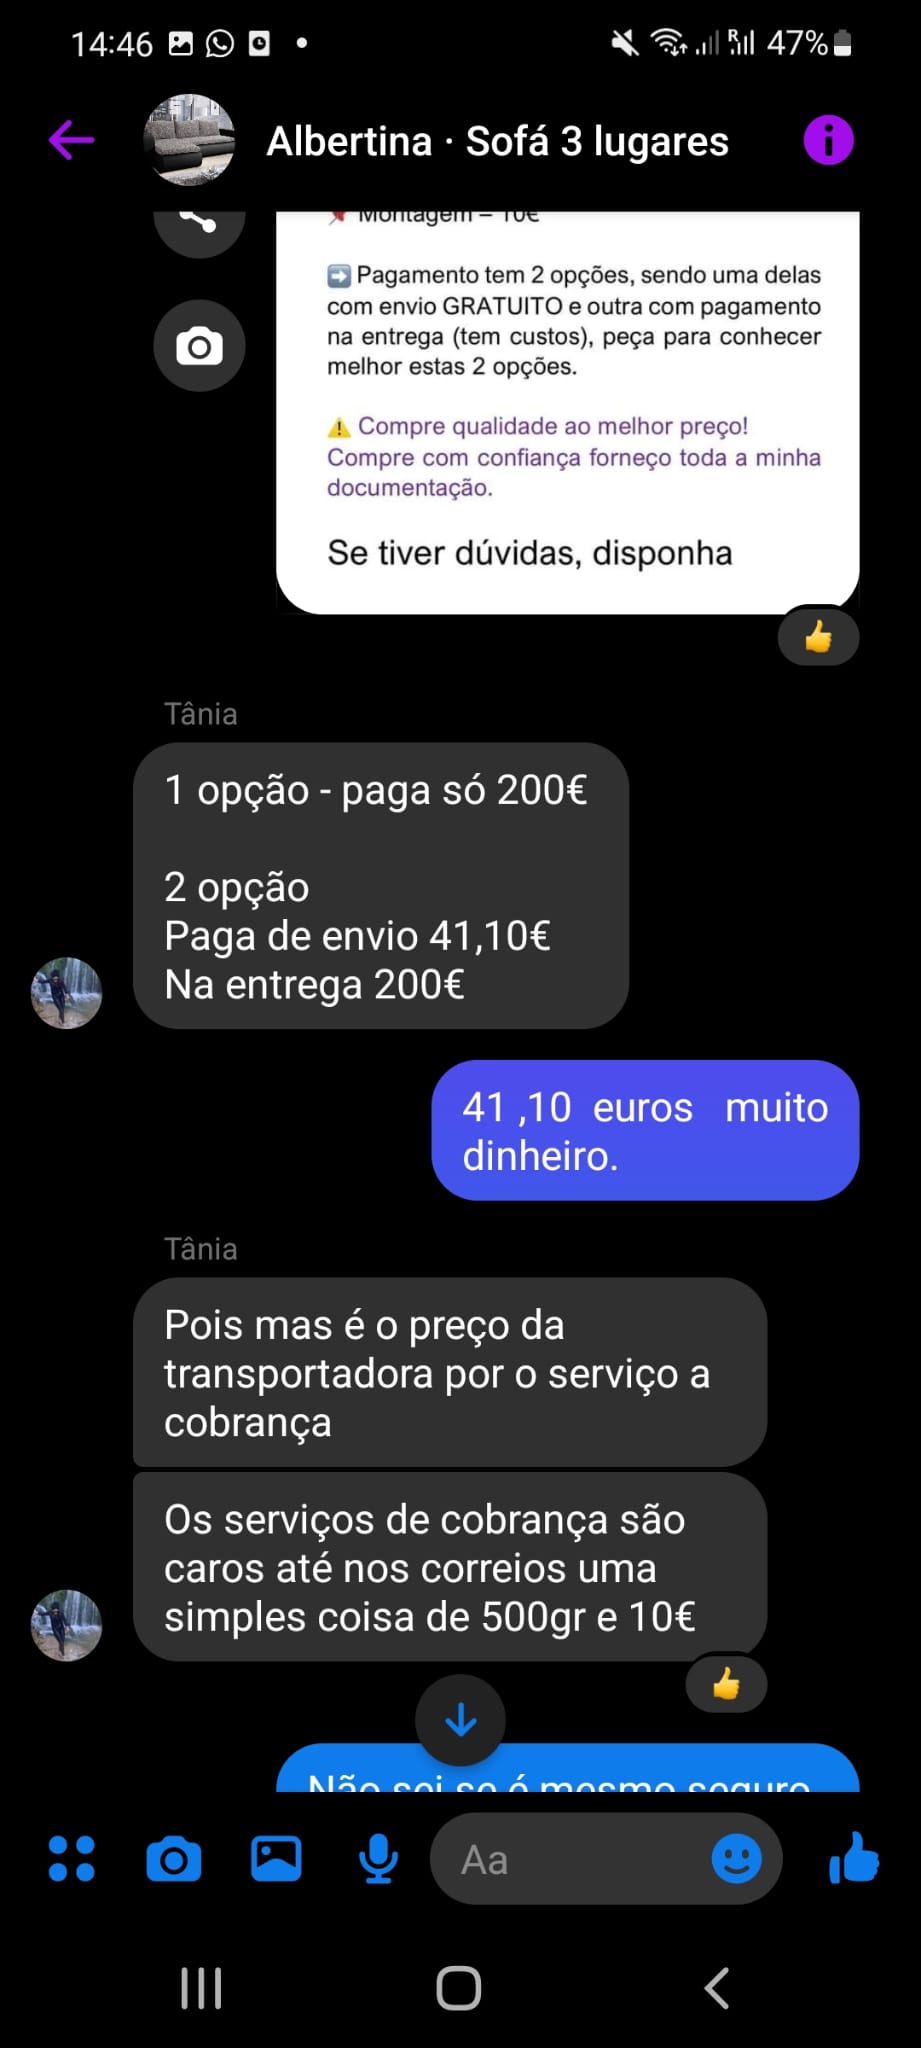 14:46
47%
Albertina · Sofá 3 lugares
Montagem – 10€
Pagamento tem 2 opções, sendo uma delas
com envio GRATUITO e outra com pagamento
na entrega (tem custos), peça para conhecer
melhor estas 2 opções.
Compre qualidade ao melhor preço!
Compre com confiança forneço toda a minha
documentação.
Se tiver dúvidas, disponha
Tânia
1 opção - paga só 200€
2 opção
Paga de envio 41,10€
Na entrega 200€
41 ,10 euros muito
dinheiro.
Tânia
Pois mas é o preço da
transportadora por o serviço a
cobrança
Os serviços de cobrança são
caros até nos correios uma
simples coisa de 500gr e 10€
Não sei se é mesmo seguro
Aa